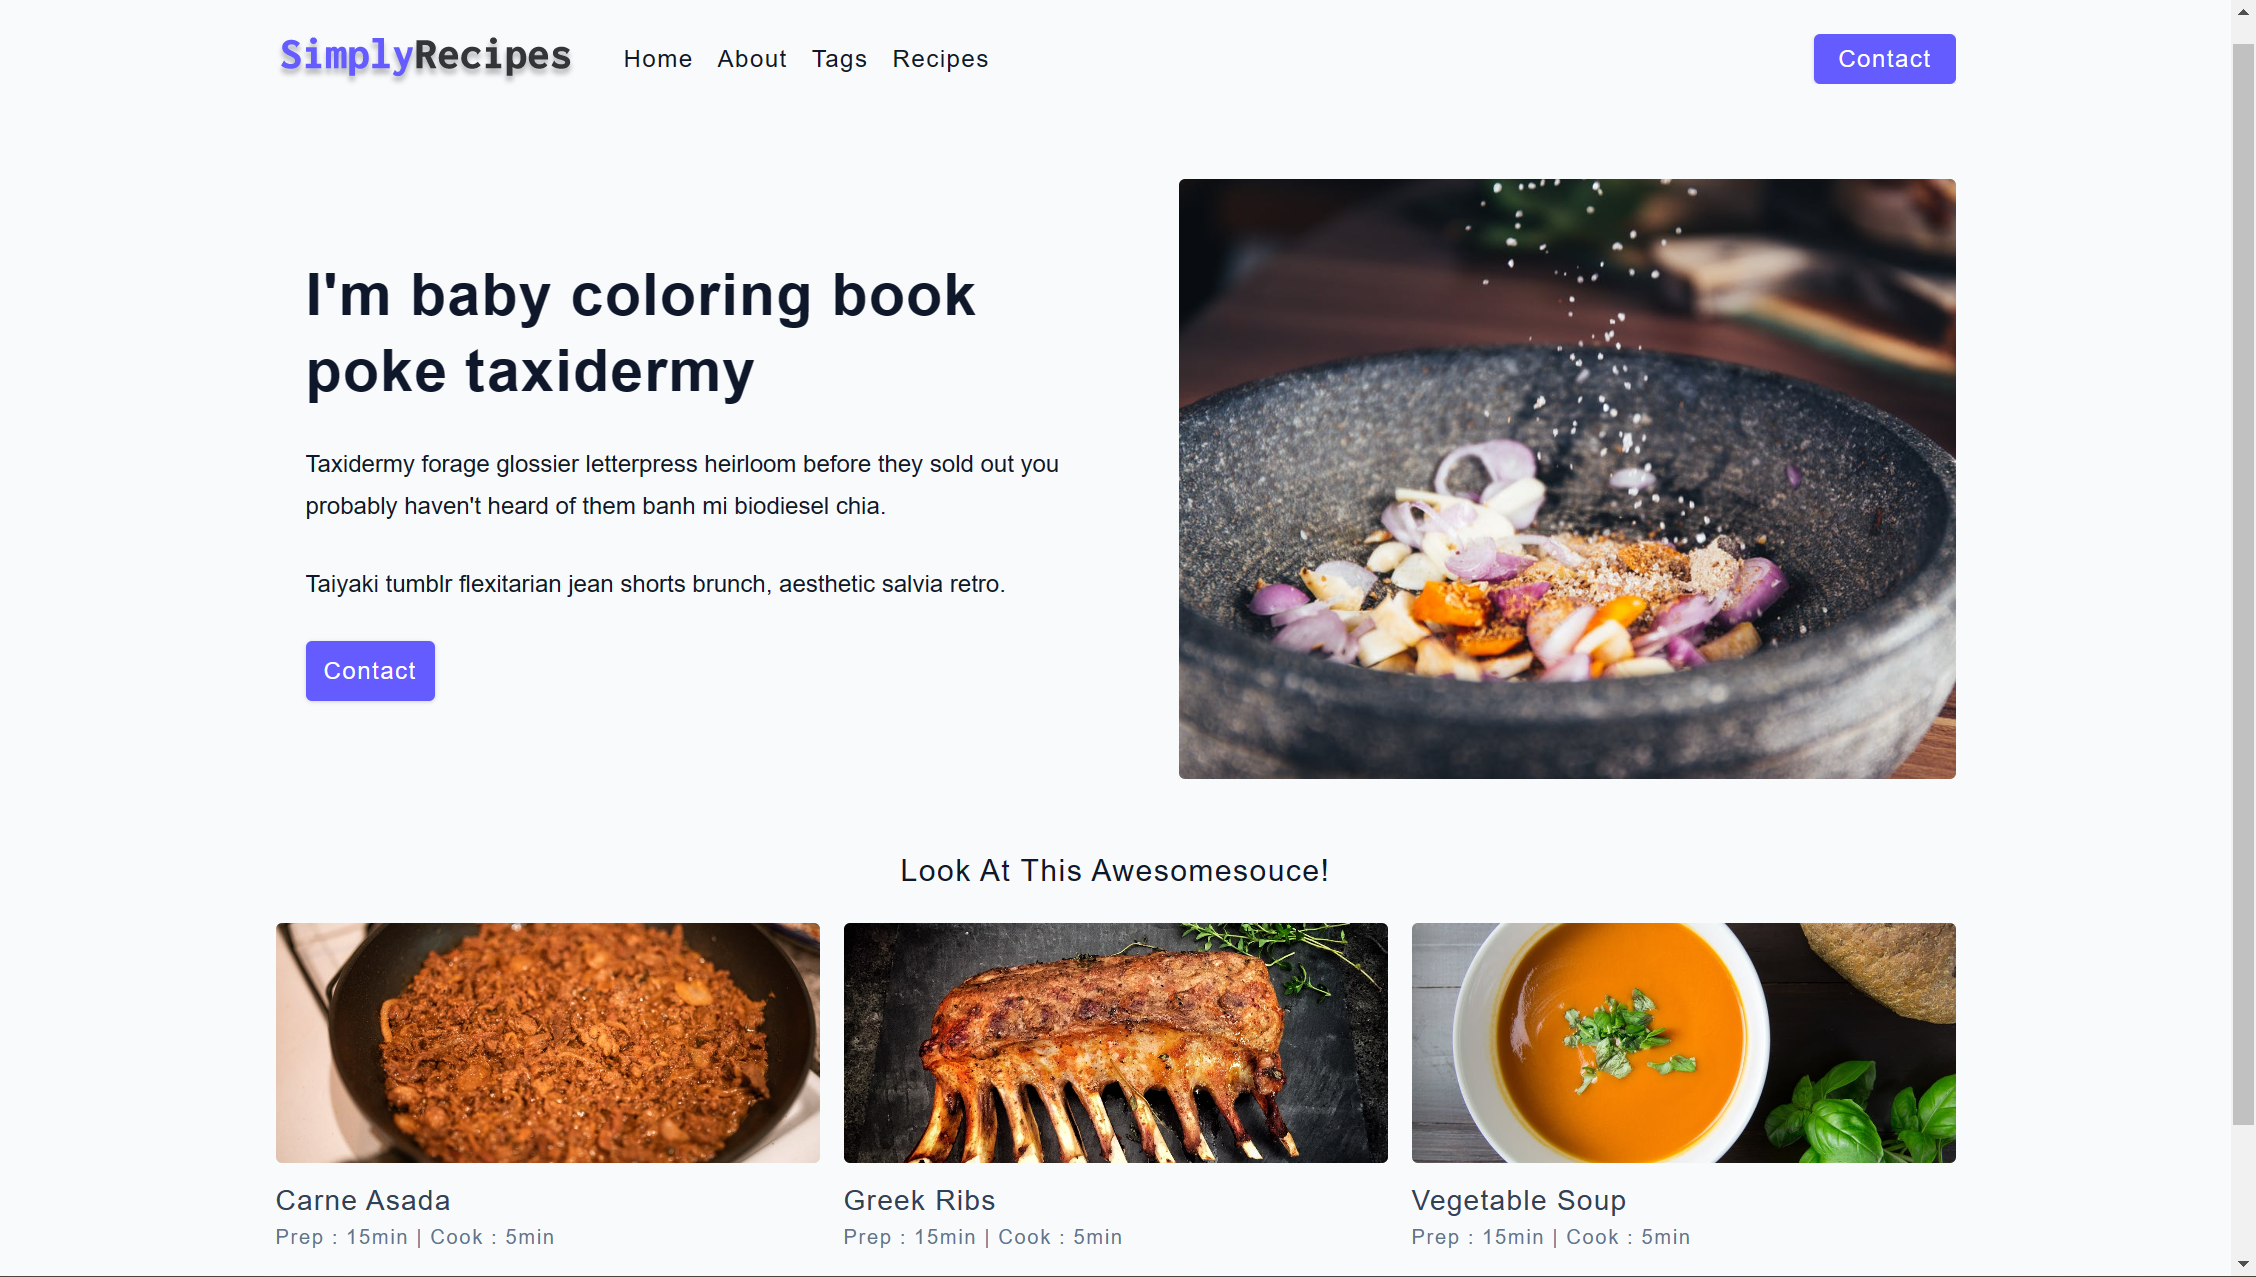 SimplyRecipes
Home About Tags Recipes
Contact
I'm baby coloring book
poke taxidermy
Taxidermy forage glossier letterpress heirloom before they sold out you
probably haven't heard of them banh mi biodiesel chia.
Taiyaki tumblr flexitarian jean shorts brunch, aesthetic salvia retro.
Contact
Look At This Awesomesouce!
Carne Asada
Prep : 15min | Cook : 5min
Greek Ribs
Prep : 15min | Cook : 5min
Vegetable Soup
Prep : 15min | Cook : 5min